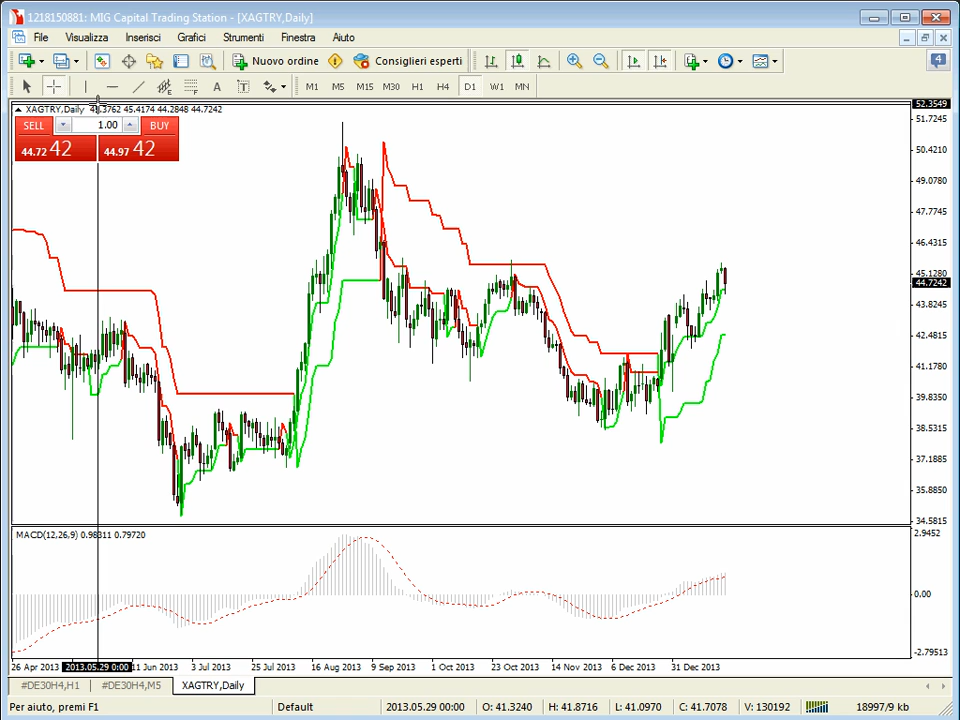 1218150881: MIG Capital Trading Station - [XAGTRY,Daily]
File Visualizza Inserisci Grafici Strumenti Finestra Aiuto
Nuovo ordine Consiglieri esperti 4
A T M1 M5 M15 M30 H1 H4 D1 W1 MN
XAGTRY,Daily 45.4174 44.2848 44.7242
SELL 1.00 BUY
44.72 42 44.97 42
52.3549
51.7245
50.4210
49.0780
47.7745
46.4315
45.1280
44.7242
43.8245
42.4815
41.1780
39.8350
38.5315
37.1885
35.8850
34.5815
MACD(12,26,9) 0.98311 0.79720
2.9452
0.00
-2.79513
26 Apr 2013 2013.05.29 0:00 11 Jun 2013 3 Jul 2013 25 Jul 2013 16 Aug 2013 9 Sep 2013 1 Oct 2013 23 Oct 2013 14 Nov 2013 6 Dec 2013 31 Dec 2013
#DE30H4,H1 #DE30H4,M5 XAGTRY,Daily
Per aiuto, premi F1 Default 2013.05.29 00:00 O: 41.3240 H: 41.8716 L: 41.0970 C: 41.7078 V: 130192 18997/9 kb